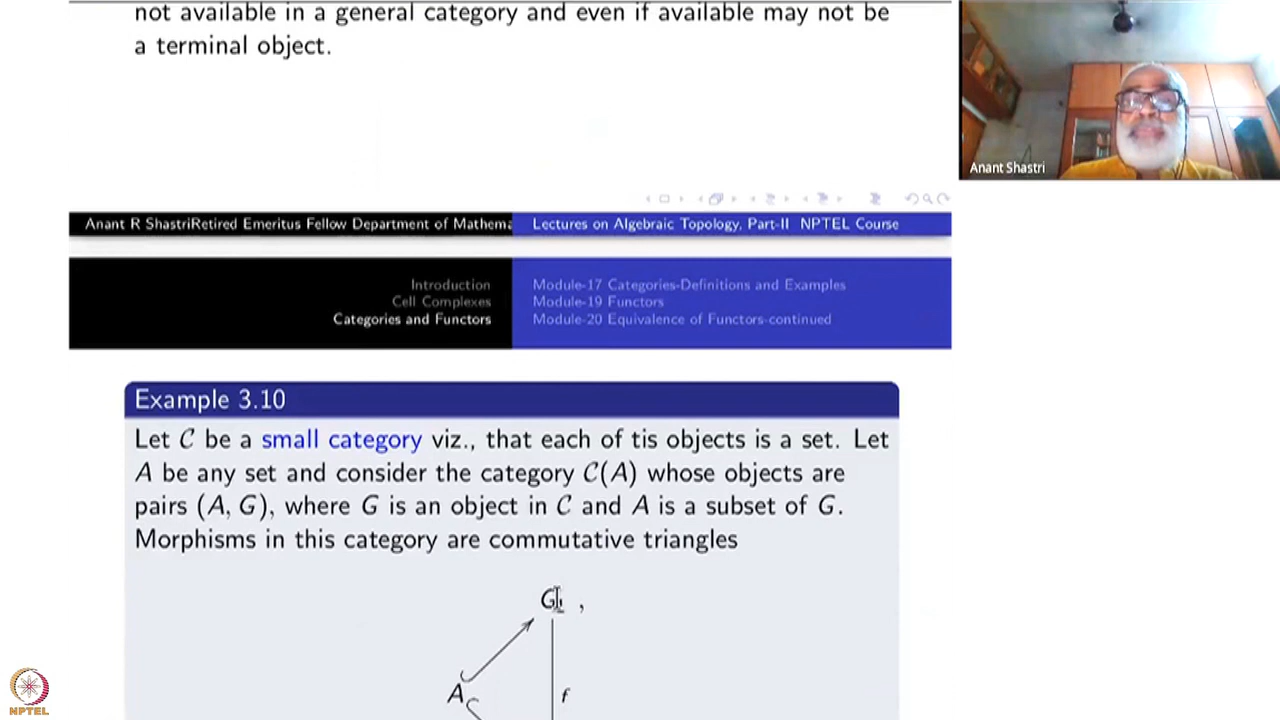 not available in a general category and even if available may not be
a terminal object.
Anant Shastri
Anant R ShastriRetired Emeritus Fellow Department of Mathema
Lectures on Algebraic Topology, Part-II NPTEL Course
Introduction
Cell Complexes
Categories and Functors
Module-17 Categories-Definitions and Examples
Module-19 Functors
Module-20 Equivalence of Functors-continued
Example 3.10
Let C be a small category viz., that each of tis objects is a set. Let
A be any set and consider the category C(A) whose objects are
pairs (A, G), where G is an object in C and A is a subset of G.
Morphisms in this category are commutative triangles
G₁ ,
A
f
NPTEL